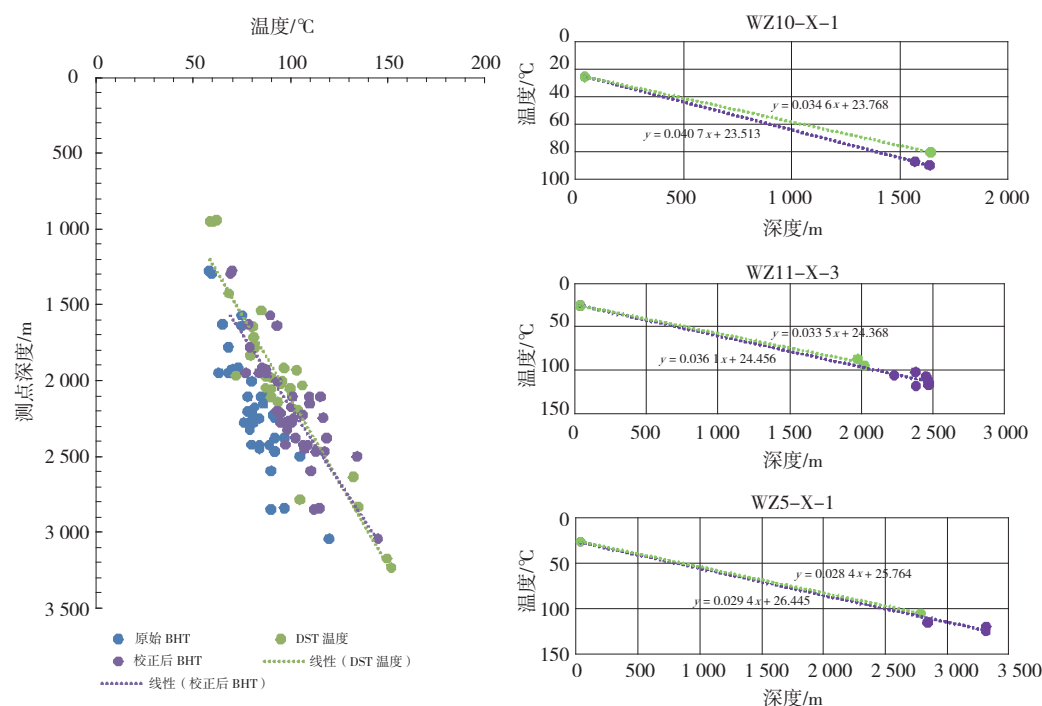 温度/℃
0 50 100 150 200
0
500
1 000
1 500
2 000
2 500
3 000
3 500
测点深度/m
原始 BHT
DST 温度
校正后 BHT
线性（DST 温度）
线性（校正后 BHT）
WZ10-X-1
0
20
40
60
80
100
温度/℃
y = 0.034 6 x + 23.768
y = 0.040 7 x + 23.513
0 500 1 000 1 500 2 000
深度/m
WZ11-X-3
0
50
100
150
温度/℃
y = 0.033 5 x + 24.368
y = 0.036 1 x + 24.456
0 500 1 000 1 500 2 000 2 500 3 000
深度/m
WZ5-X-1
0
50
100
150
温度/℃
y = 0.028 4 x + 25.764
y = 0.029 4 x + 26.445
0 500 1 000 1 500 2 000 2 500 3 000 3 500
深度/m